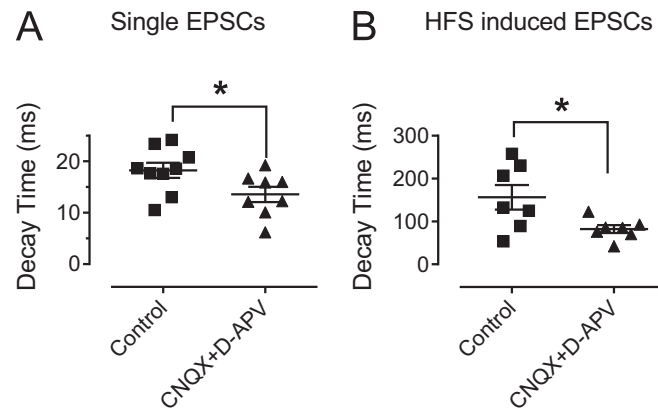 A Single EPSCs
*
Decay Time (ms)
20
10
0
Control
CNQX+D-APV
B HFS induced EPSCs
*
Decay Time (ms)
300
200
100
0
Control
CNQX+D-APV